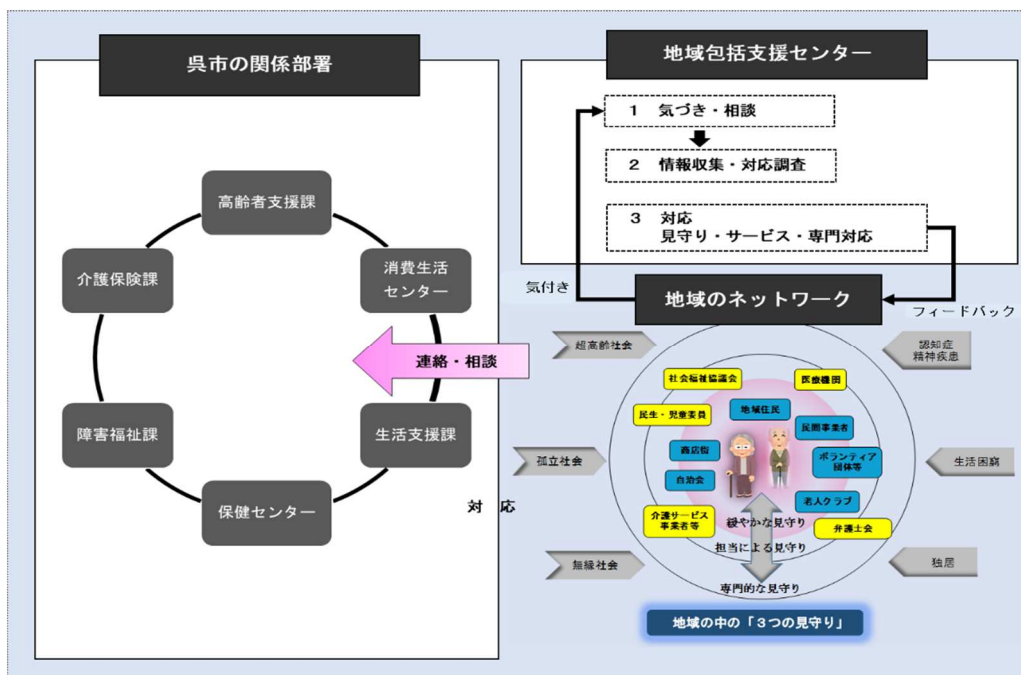 呉市の関係部署
高齢者支援課
介護保険課
消費生活
センター
連絡・相談
障害福祉課
生活支援課
保健センター
対応
地域包括支援センター
1 気づき・相談
2 情報収集・対応調査
3 対応
見守り・サービス・専門対応
気付き
地域のネットワーク
フィードバック
超高齢社会
認知症
精神疾患
社会福祉協議会
医療機関
民生・児童委員
地域住民
民間事業者
商店街
ボランティア
団体等
孤立社会
生活困窮
自治会
老人クラブ
介護サービス
事業者等
緩やかな見守り
弁護士会
担当による見守り
無縁社会
独居
専門的な見守り
地域の中の「３つの見守り」